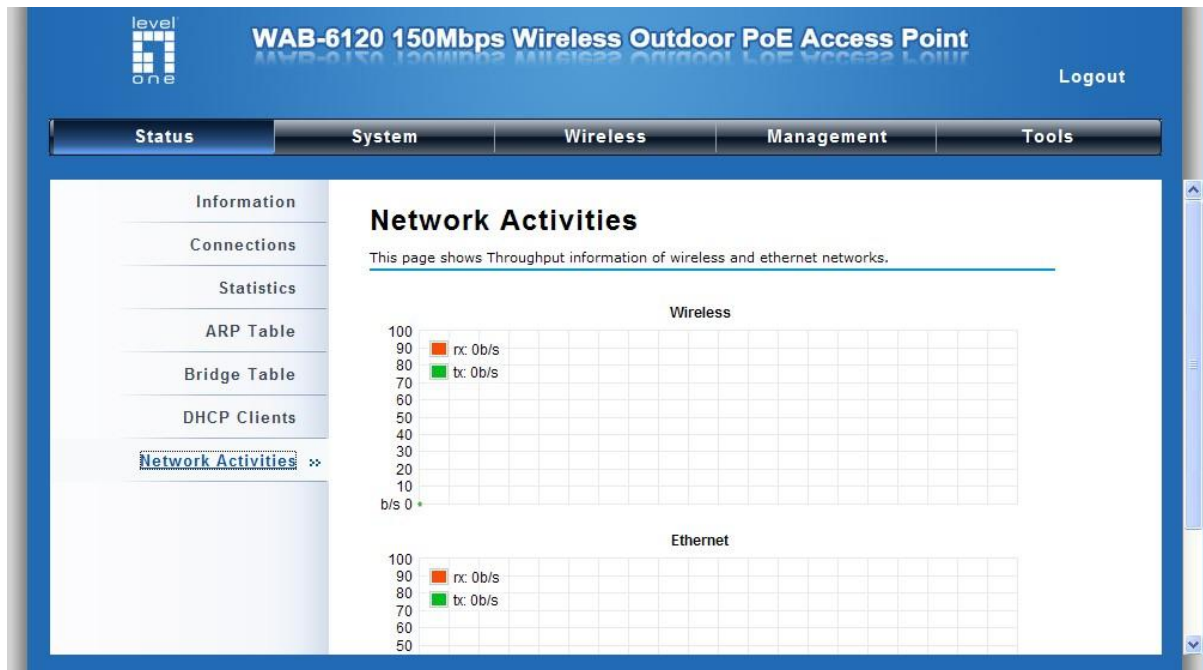 level
one
WAB-6120 150Mbps Wireless Outdoor PoE Access Point
Logout
Status System Wireless Management Tools
Information
Connections
Statistics
ARP Table
Bridge Table
DHCP Clients
Network Activities »
Network Activities
This page shows Throughput information of wireless and ethernet networks.
Wireless
100
90
80
70
60
50
40
30
20
10
b/s 0
rx: 0b/s
tx: 0b/s
Ethernet
100
90
80
70
60
50
rx: 0b/s
tx: 0b/s